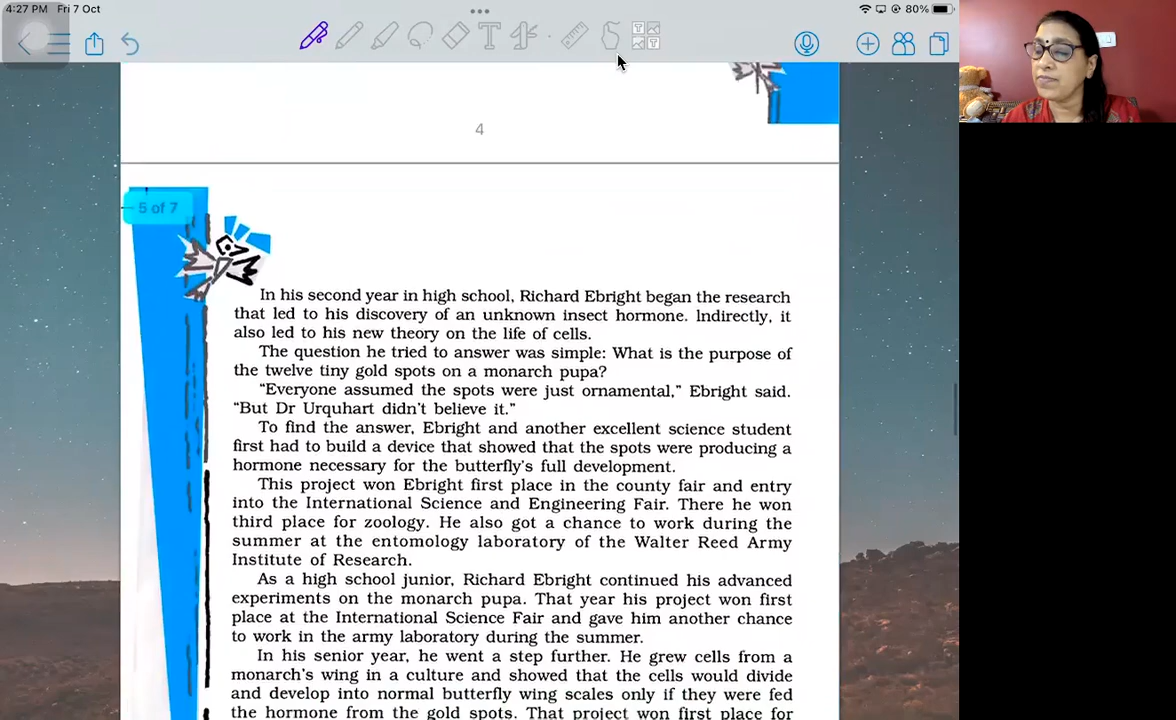 4:27 PM Fri 7 Oct
80%
4
5 of 7
In his second year in high school, Richard Ebright began the research
that led to his discovery of an unknown insect hormone. Indirectly, it
also led to his new theory on the life of cells.
The question he tried to answer was simple: What is the purpose of
the twelve tiny gold spots on a monarch pupa?
“Everyone assumed the spots were just ornamental,” Ebright said.
“But Dr Urquhart didn’t believe it.”
To find the answer, Ebright and another excellent science student
first had to build a device that showed that the spots were producing a
hormone necessary for the butterfly’s full development.
This project won Ebright first place in the county fair and entry
into the International Science and Engineering Fair. There he won
third place for zoology. He also got a chance to work during the
summer at the entomology laboratory of the Walter Reed Army
Institute of Research.
As a high school junior, Richard Ebright continued his advanced
experiments on the monarch pupa. That year his project won first
place at the International Science Fair and gave him another chance
to work in the army laboratory during the summer.
In his senior year, he went a step further. He grew cells from a
monarch’s wing in a culture and showed that the cells would divide
and develop into normal butterfly wing scales only if they were fed
the hormone from the gold spots. That project won first place for